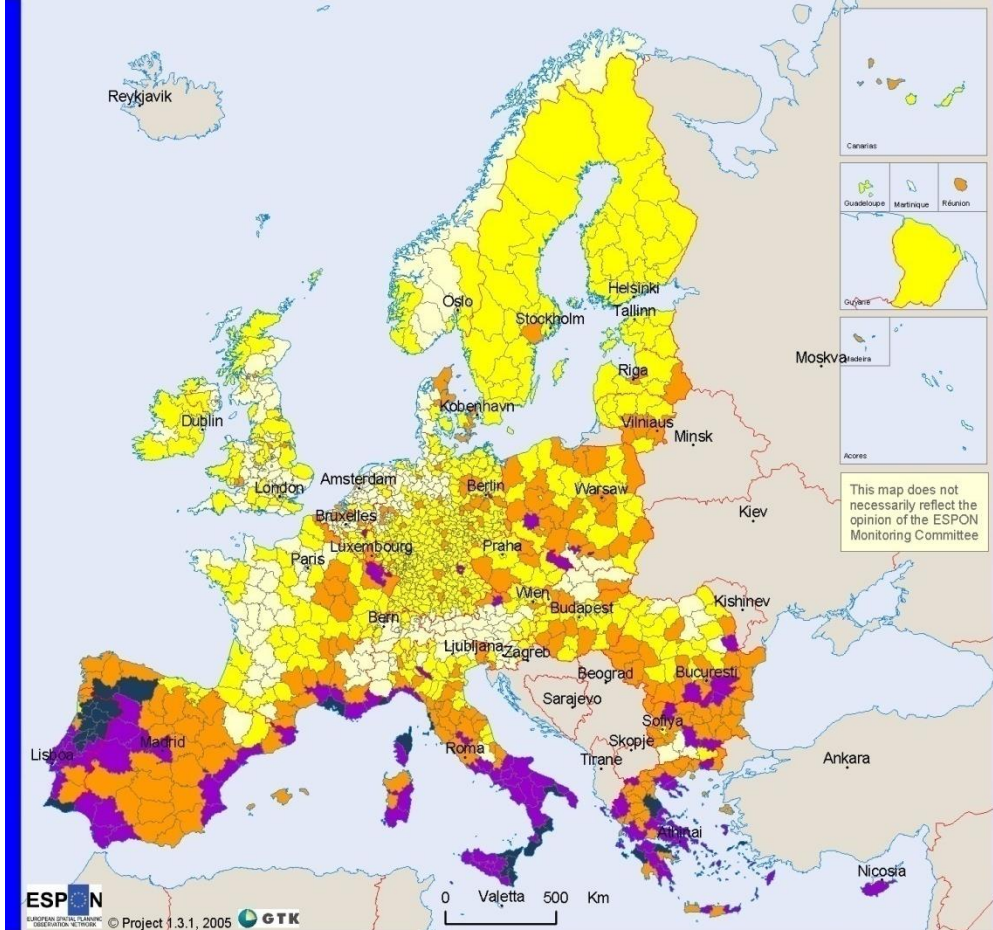 Reykjavik
Canarias
Guadeloupe
Martinique
Réunion
Guyane
Oslo
Helsinki
Stockholm
Tallinn
Madeira
Moskva
Riga
Dublin
Kobenhavn
Vilniaus
Minsk
Acores
London
Amsterdam
Berlin
Warsaw
Bruxelles
Kiev
This map does not
necessarily reflect the
opinion of the ESPON
Monitoring Committee
Luxembourg
Praha
Paris
Wien
Kishinev
Bern
Budapest
Ljubljana
Zagreb
Beograd
Bucuresti
Sarajevo
Sofiya
Lisboa
Madrid
Roma
Skopje
Tirane
Ankara
Athinai
Nicosia
Valetta
0 500 Km
ESPON
EUROPEAN SPATIAL PLANNING
OBSERVATION NETWORK
© Project 1.3.1, 2005 GTK